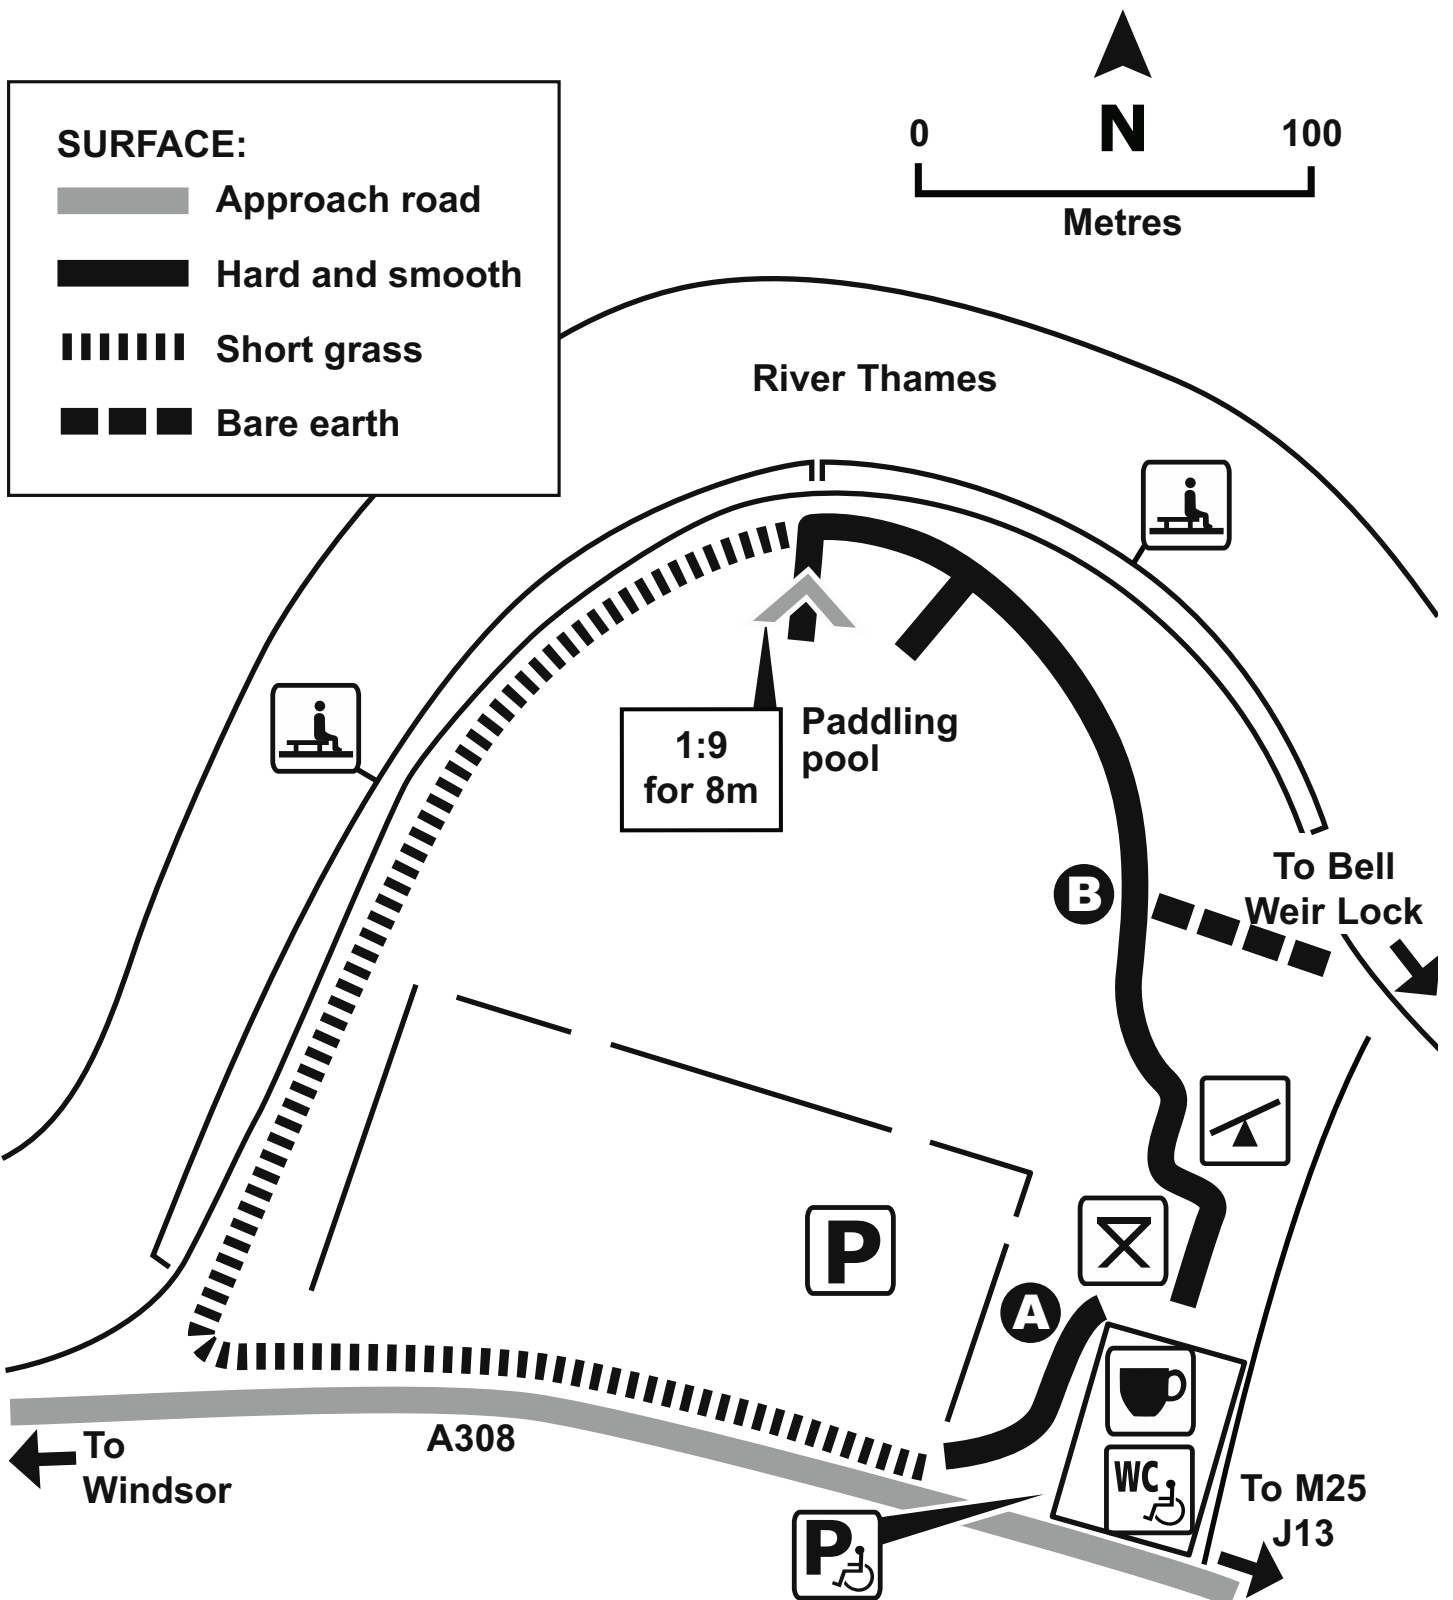 N
0
100
Metres
SURFACE:
Approach road
Hard and smooth
Short grass
Bare earth
River Thames
1:9
for 8m
Paddling
pool
B
To Bell
Weir Lock
P
A
A308
To
Windsor
WC
To M25
J13
P